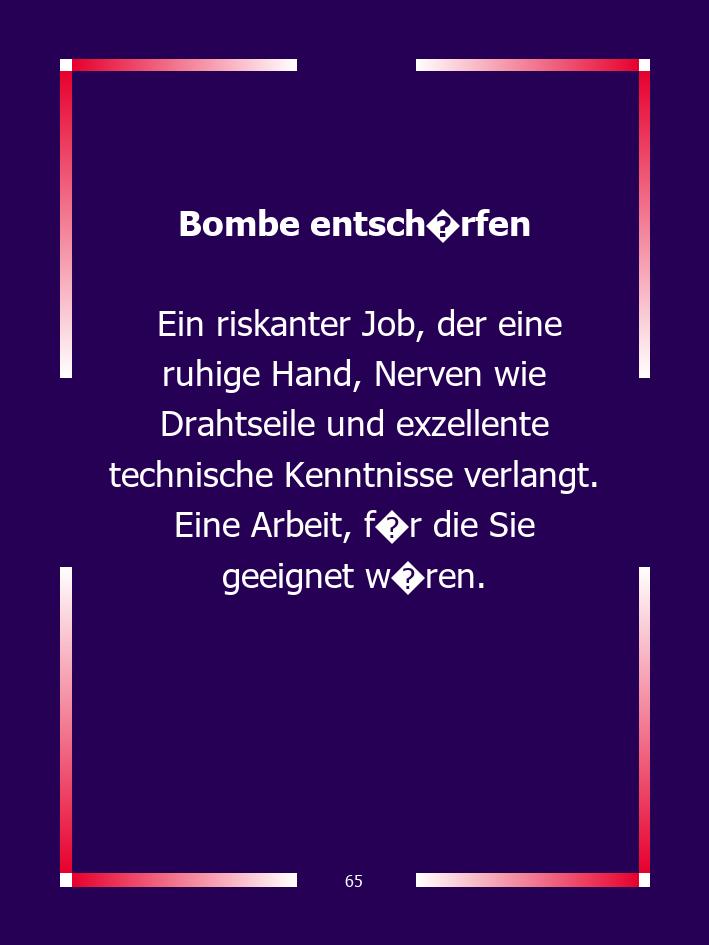 Bombe entsch�rfen
Ein riskanter Job, der eine
ruhige Hand, Nerven wie
Drahtseile und exzellente
technische Kenntnisse verlangt.
Eine Arbeit, f�r die Sie
geeignet w�ren.
65